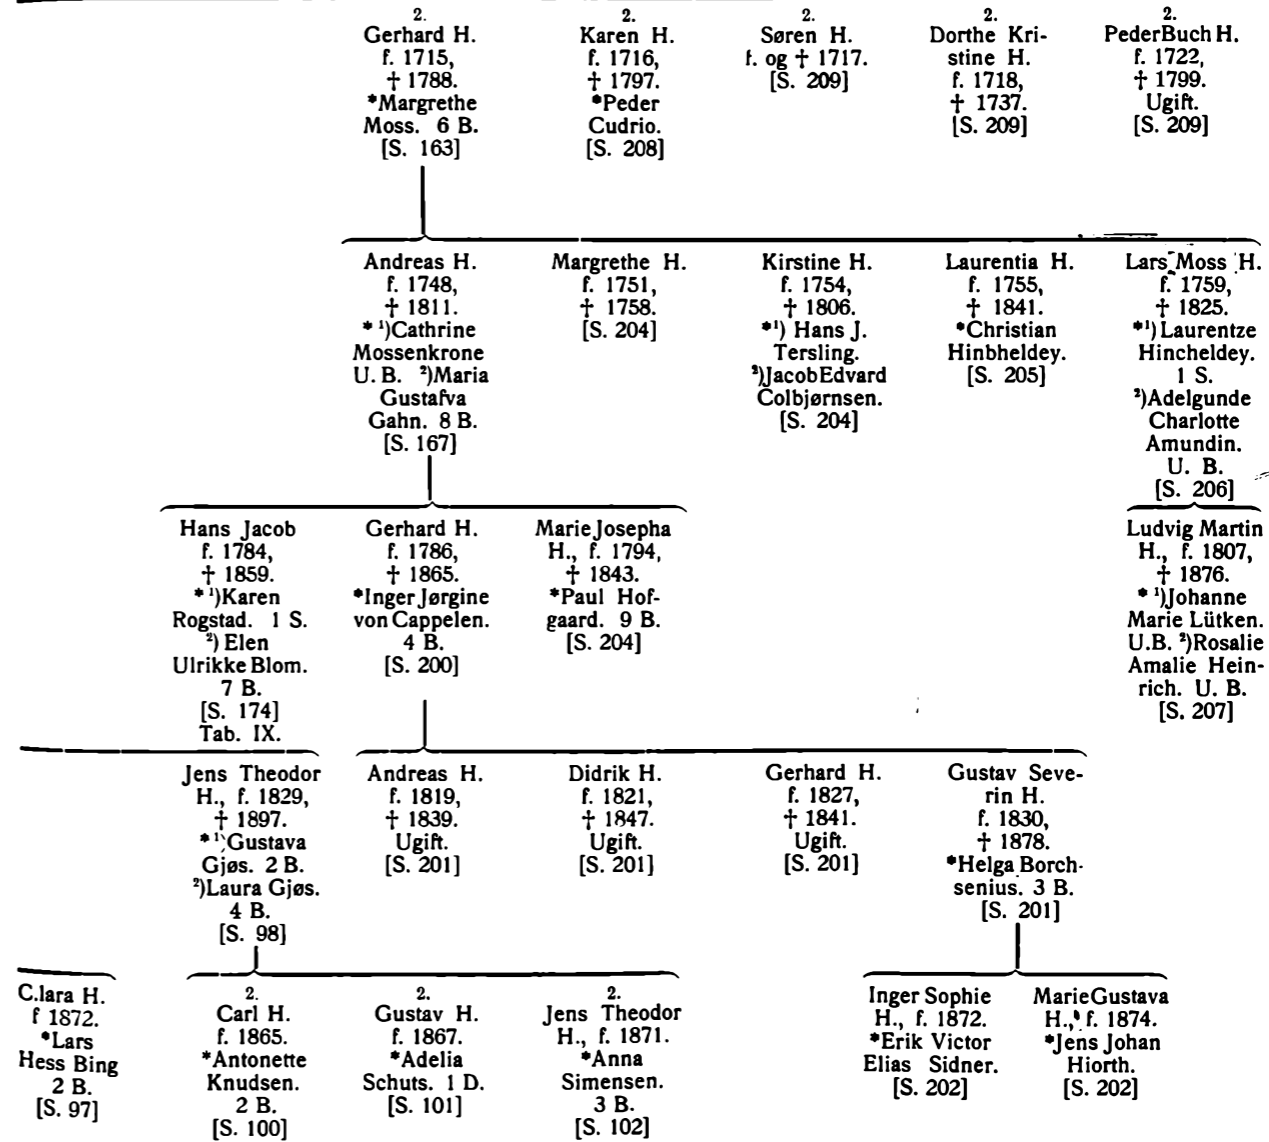 2.
Gerhard H.
f. 1715,
† 1788.
*Margrethe
Moss. 6 B.
[S. 163]
2.
Karen H.
f. 1716,
† 1797.
*Peder
Cudrio.
[S. 208]
2.
Søren H.
f. og † 1717.
[S. 209]
2.
Dorthe Kri-
stine H.
f. 1718,
† 1737.
[S. 209]
2.
Peder Buch H.
f. 1722,
† 1799.
Ugift.
[S. 209]
Andreas H.
f. 1748,
† 1811.
* ¹)Cathrine
Mossenkrone
U. B. ²)Maria
Gustafva
Gahn. 8 B.
[S. 167]
Margrethe H.
f. 1751,
† 1758.
[S. 204]
Kirstine H.
f. 1754,
† 1806.
*¹) Hans J.
Tersling.
²)Jacob Edvard
Colbjørnsen.
[S. 204]
Laurentia H.
f. 1755,
† 1841.
*Christian
Hinbheldey.
[S. 205]
Lars Moss H.
f. 1759,
† 1825.
*¹) Laurentze
Hincheldey.
1 S.
²)Adelgunde
Charlotte
Amundin.
U. B.
[S. 206]
Hans Jacob
f. 1784,
† 1859.
* ¹)Karen
Rogstad. 1 S.
²) Elen
Ulrikke Blom.
7 B.
[S. 174]
Tab. IX.
Gerhard H.
f. 1786,
† 1865.
*Inger Jørgine
von Cappelen.
4 B.
[S. 200]
Marie Josepha
H., f. 1794,
† 1843.
*Paul Hof-
gaard. 9 B.
[S. 204]
Ludvig Martin
H., f. 1807,
† 1876.
* ¹)Johanne
Marie Lütken.
U.B. ²)Rosalie
Amalie Hein-
rich. U. B.
[S. 207]
Jens Theodor
H., f. 1829,
† 1897.
* ¹)Gustava
Gjøs. 2 B.
²)Laura Gjøs.
4 B.
[S. 98]
Andreas H.
f. 1819,
† 1839.
Ugift.
[S. 201]
Didrik H.
f. 1821,
† 1847.
Ugift.
[S. 201]
Gerhard H.
f. 1827,
† 1841.
Ugift.
[S. 201]
Gustav Seve-
rin H.
f. 1830,
† 1878.
*Helga Borch-
senius. 3 B.
[S. 201]
C.lara H.
f 1872.
*Lars
Hess Bing
2 B.
[S. 97]
2.
Carl H.
f. 1865.
*Antonette
Knudsen.
2 B.
[S. 100]
2.
Gustav H.
f. 1867.
*Adelia
Schuts. 1 D.
[S. 101]
2.
Jens Theodor
H., f. 1871.
*Anna
Simensen.
3 B.
[S. 102]
Inger Sophie
H., f. 1872.
*Erik Victor
Elias Sidner.
[S. 202]
Marie Gustava
H., f. 1874.
*Jens Johan
Hiorth.
[S. 202]